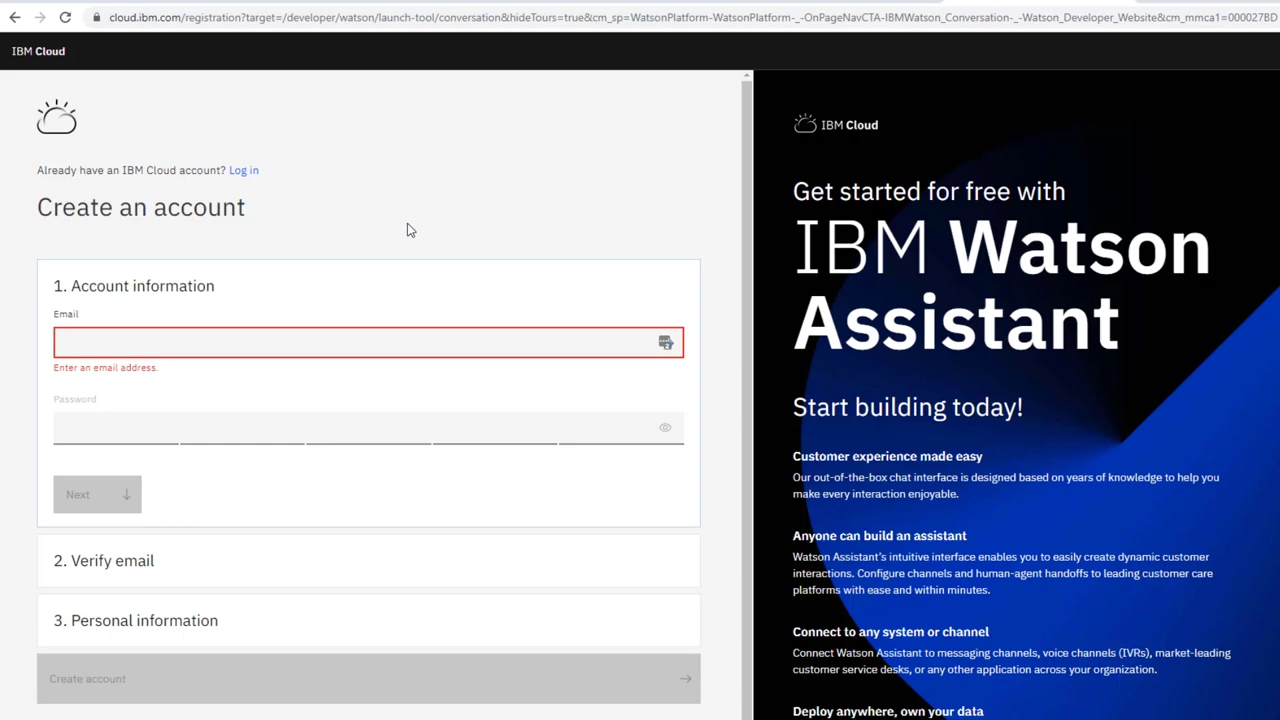 cloud.ibm.com/registration?target=/developer/watson/launch-tool/conversation&hideTours=true&cm_sp=WatsonPlatform-WatsonPlatform-_-OnPageNavCTA-IBMWatson_Conversation-_-Watson_Developer_Website&cm_mmca1=000027BD
IBM Cloud
Already have an IBM Cloud account? Log in
Create an account
1. Account information
Email
Enter an email address.
Password
Next
2. Verify email
3. Personal information
Create account
IBM Cloud
Get started for free with
IBM Watson
Assistant
Start building today!
Customer experience made easy
Our out-of-the-box chat interface is designed based on years of knowledge to help you
make every interaction enjoyable.
Anyone can build an assistant
Watson Assistant's intuitive interface enables you to easily create dynamic customer
interactions. Configure channels and human-agent handoffs to leading customer care
platforms with ease and within minutes.
Connect to any system or channel
Connect Watson Assistant to messaging channels, voice channels (IVRs), market-leading
customer service desks, or any other application across your organization.
Deploy anywhere, own your data